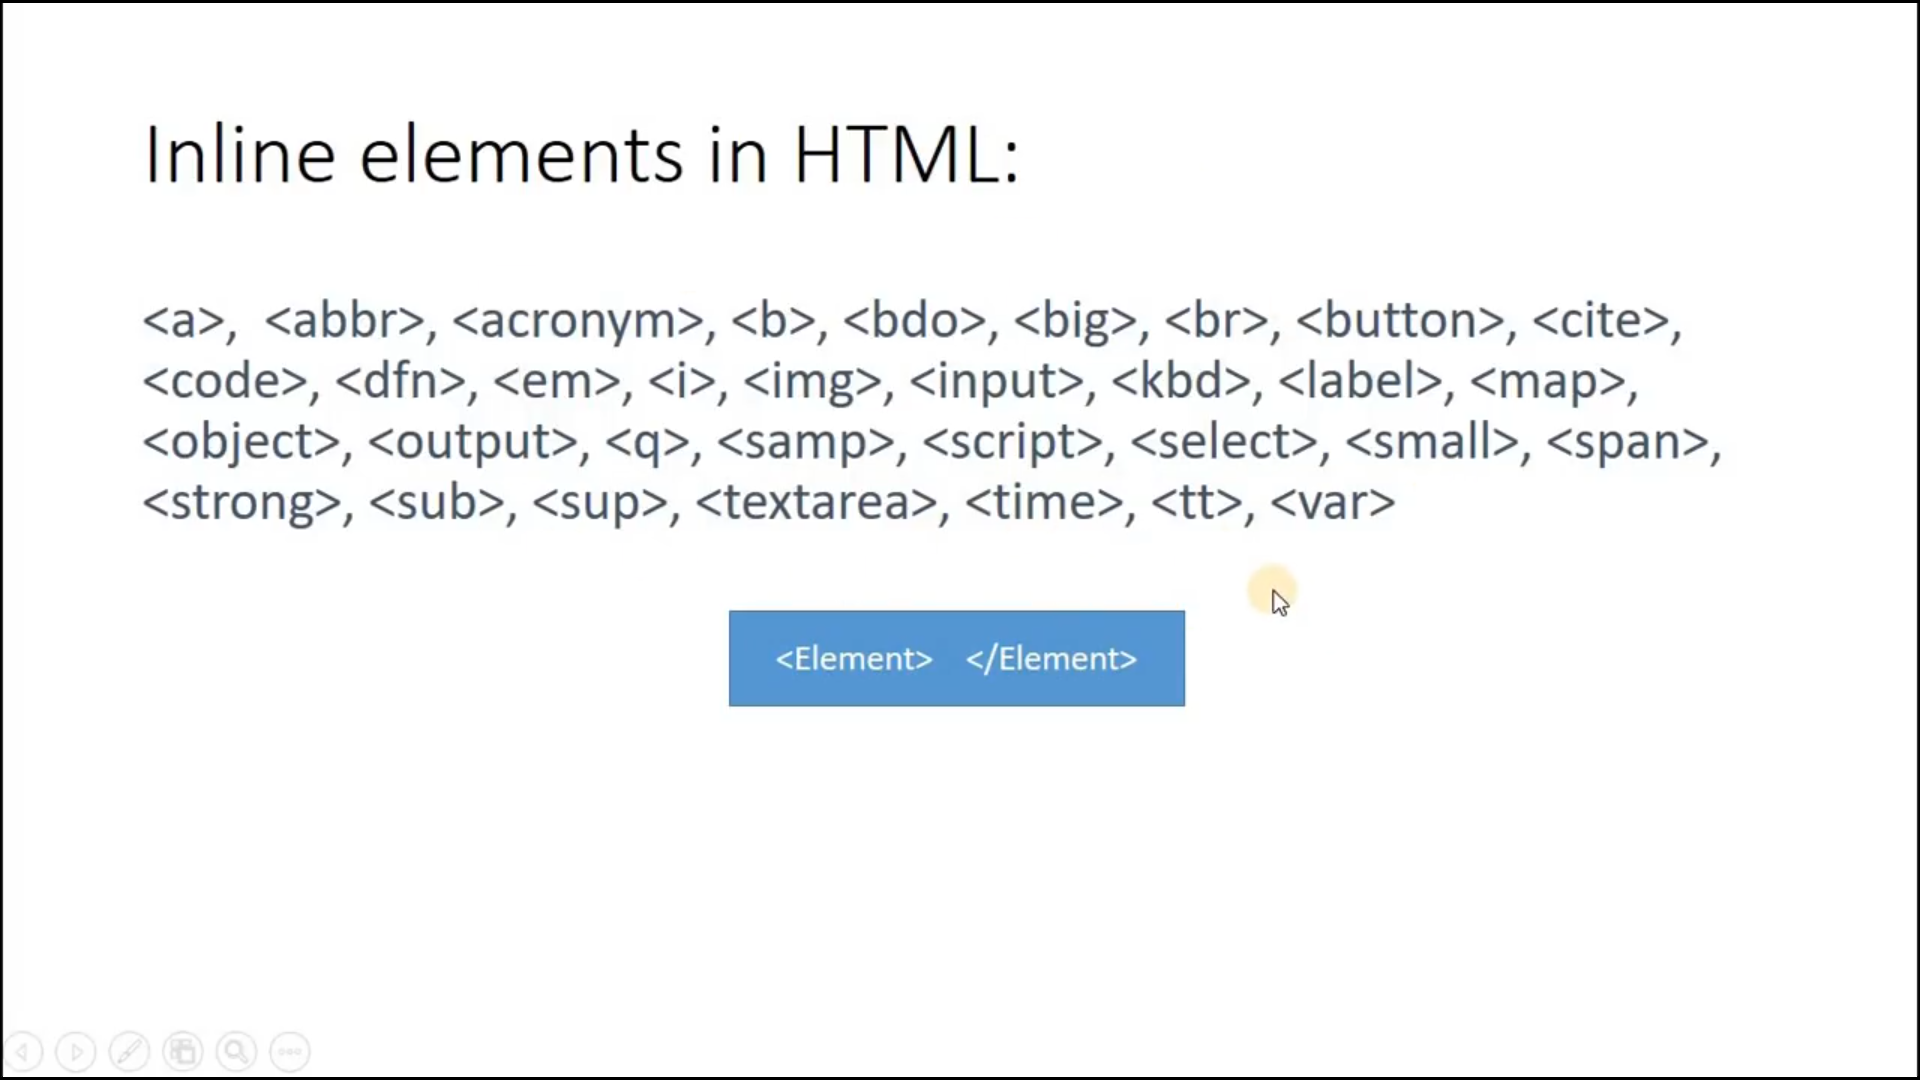 Inline elements in HTML:
<a>,  <abbr>, <acronym>, <b>, <bdo>, <big>, <br>, <button>, <cite>,
<code>, <dfn>, <em>, <i>, <img>, <input>, <kbd>, <label>, <map>,
<object>, <output>, <q>, <samp>, <script>, <select>, <small>, <span>,
<strong>, <sub>, <sup>, <textarea>, <time>, <tt>, <var>
<Element>   </Element>